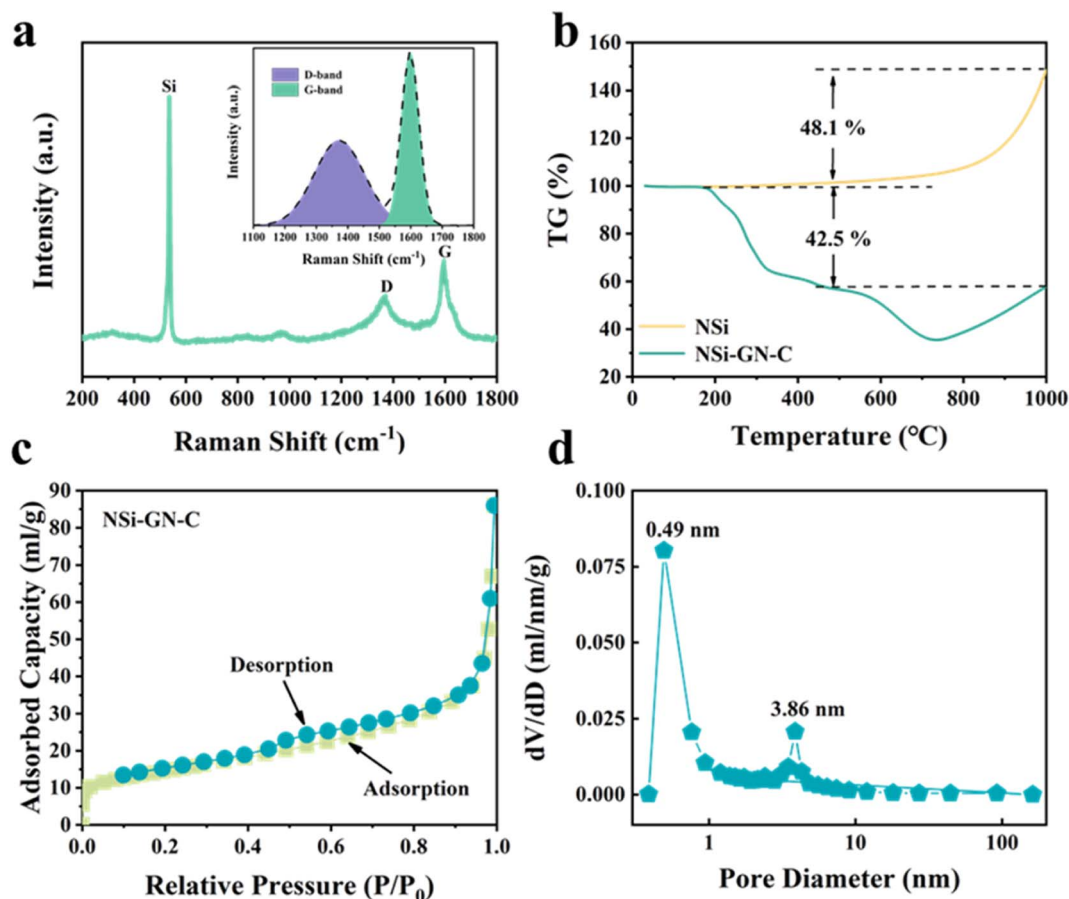 a
Intensity (a.u.)
Si
D
G
200 400 600 800 1000 1200 1400 1600 1800
Raman Shift (cm⁻¹)
D-band
G-band
Intensity (a.u.)
1100 1200 1300 1400 1500 1600 1700 1800
Raman Shift (cm⁻¹)
b
TG (%)
160
140
120
100
80
60
40
20
48.1 %
42.5 %
NSi
NSi-GN-C
0 200 400 600 800 1000
Temperature (℃)
c
Adsorbed Capacity (ml/g)
90
80
70
60
50
40
30
20
10
0
NSi-GN-C
Desorption
Adsorption
0.0 0.2 0.4 0.6 0.8 1.0
Relative Pressure (P/P₀)
d
dV/dD (ml/nm/g)
0.100
0.075
0.050
0.025
0.000
0.49 nm
3.86 nm
1 10 100
Pore Diameter (nm)